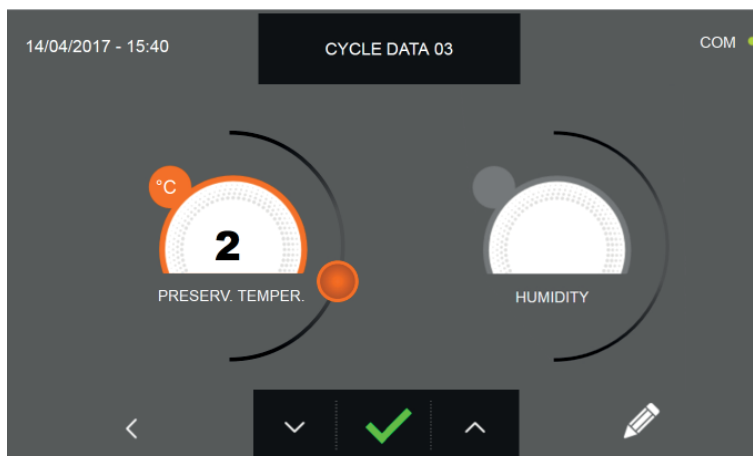 14/04/2017 - 15:40
CYCLE DATA 03
COM
°C
2
PRESERV. TEMPER.
HUMIDITY